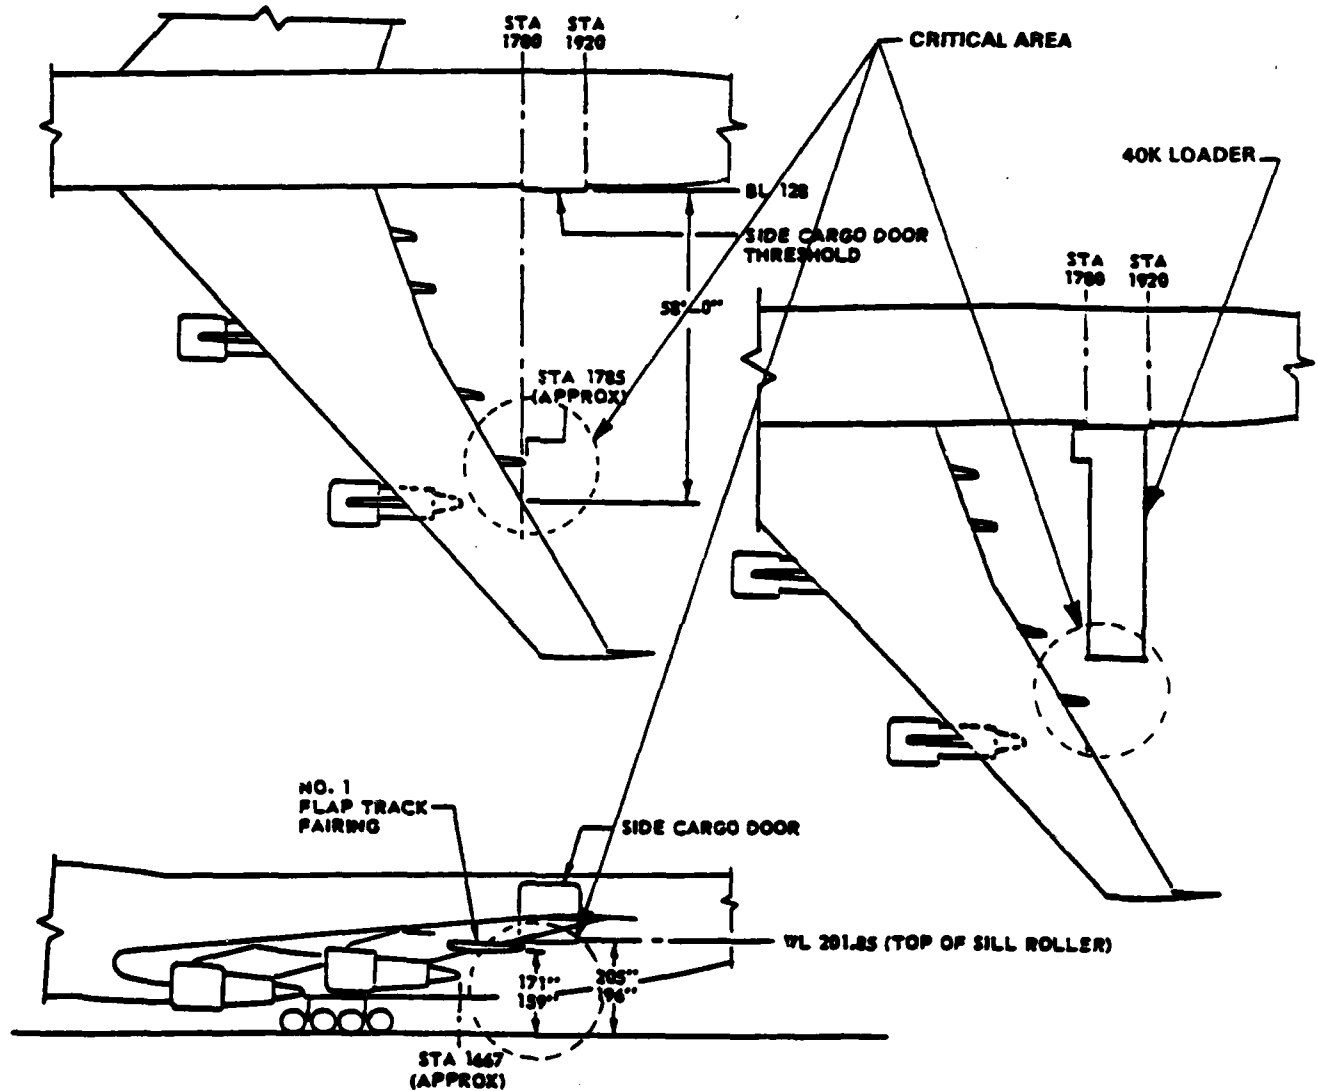 STA STA
1780 1920
CRITICAL AREA
40K LOADER
BL 128
SIDE CARGO DOOR
THRESHOLD
STA STA
1780 1920
58'-0"
STA 1785
(APPROX)
NO. 1
FLAP TRACK
FAIRING
SIDE CARGO DOOR
WL 201.85 (TOP OF SILL ROLLER)
171" 205"
159" 196"
STA 1667
(APPROX)